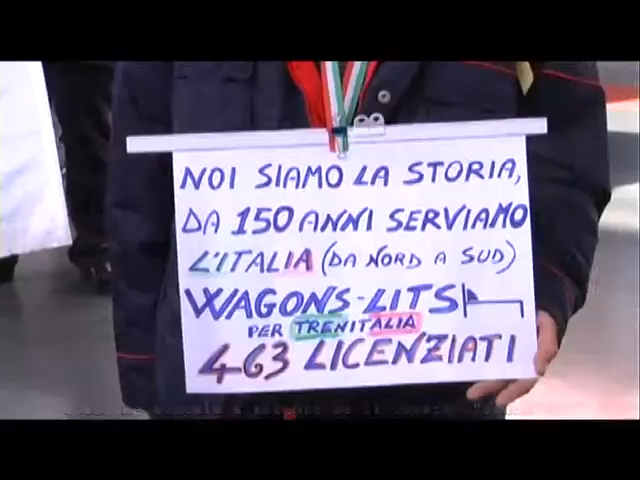 NOI SIAMO LA STORIA,
DA 150 ANNI SERVIAMO
L'ITALIA (DA NORD A SUD)
WAGONS-LITS
PER TRENITALIA
463 LICENZIATI